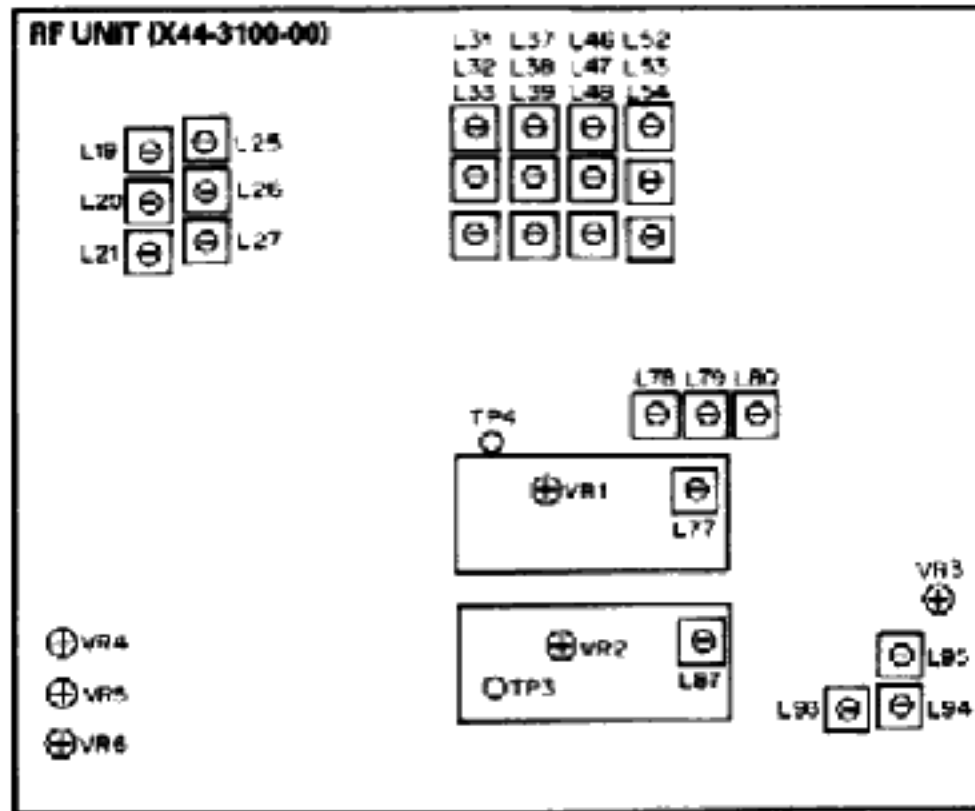 RF UNIT (X44-3100-00)
L31 L37 L46 L52
L32 L38 L47 L53
L33 L39 L48 L54
L19
L25
L20
L26
L21
L27
L78 L79 L80
TP4
VR1
L77
VR3
VR4
VR2
L95
VR5
TP3
L87
L93
L94
VR6